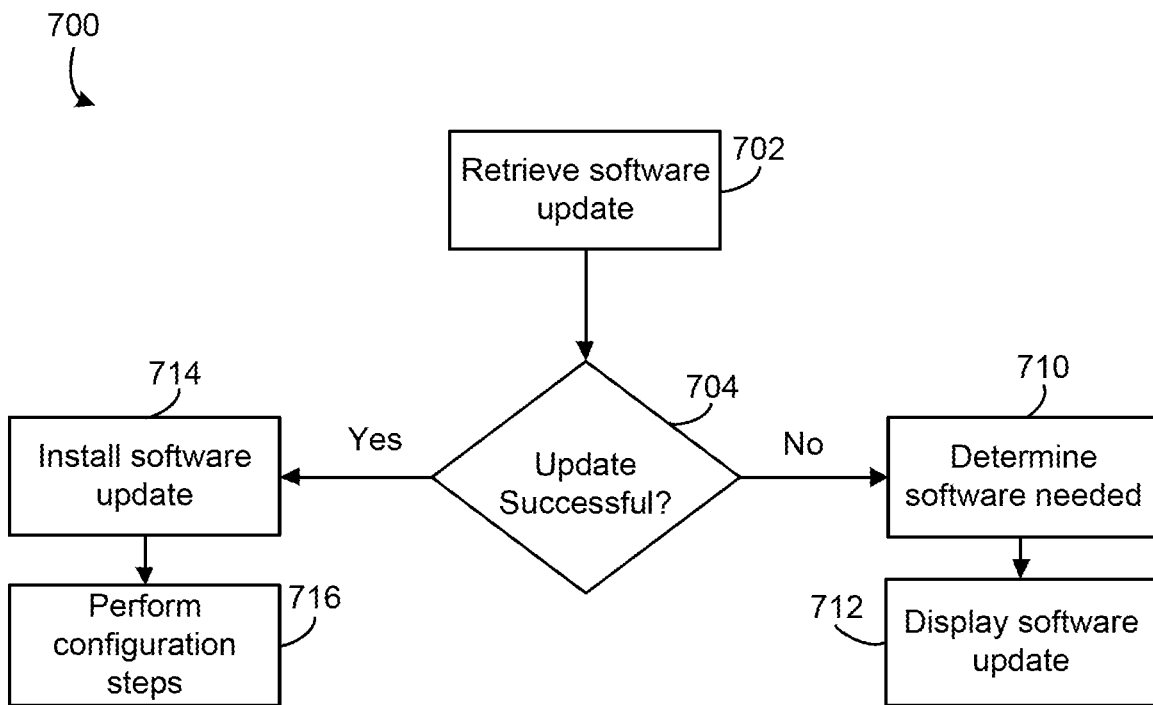 700
702
Retrieve software
update
704
Update
Successful?
Yes
No
714
Install software
update
716
Perform
configuration
steps
710
Determine
software needed
712
Display software
update